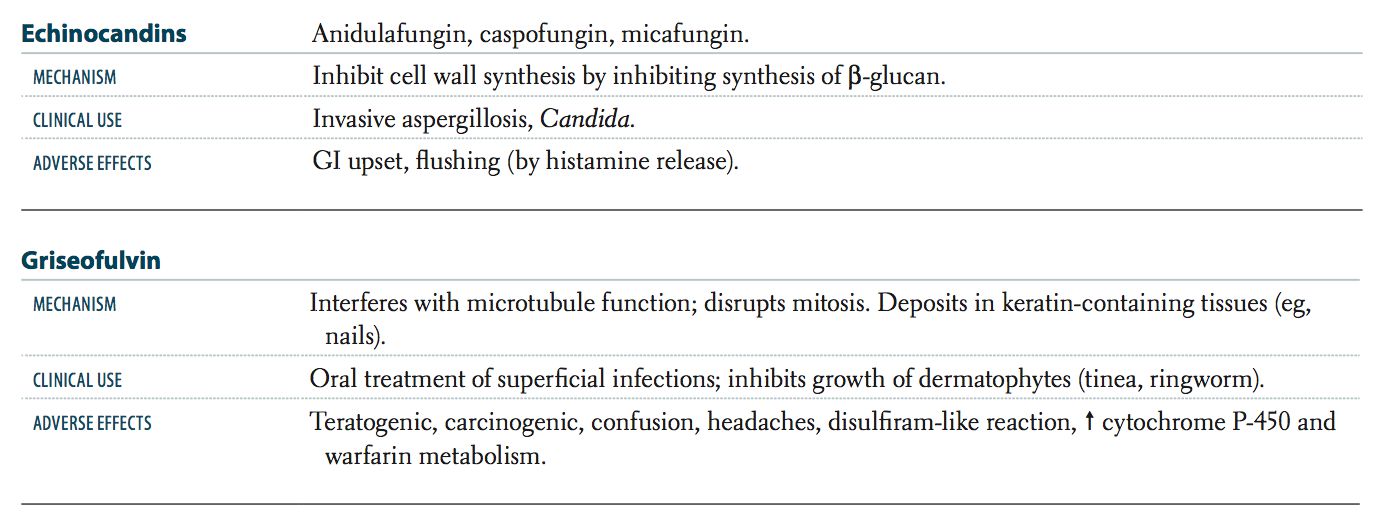 Echinocandins Anidulafungin, caspofungin, micafungin.
MECHANISM Inhibit cell wall synthesis by inhibiting synthesis of β-glucan.
CLINICAL USE Invasive aspergillosis, Candida.
ADVERSE EFFECTS GI upset, flushing (by histamine release).
Griseofulvin
MECHANISM Interferes with microtubule function; disrupts mitosis. Deposits in keratin-containing tissues (eg,
nails).
CLINICAL USE Oral treatment of superficial infections; inhibits growth of dermatophytes (tinea, ringworm).
ADVERSE EFFECTS Teratogenic, carcinogenic, confusion, headaches, disulfiram-like reaction, ↑ cytochrome P-450 and
warfarin metabolism.